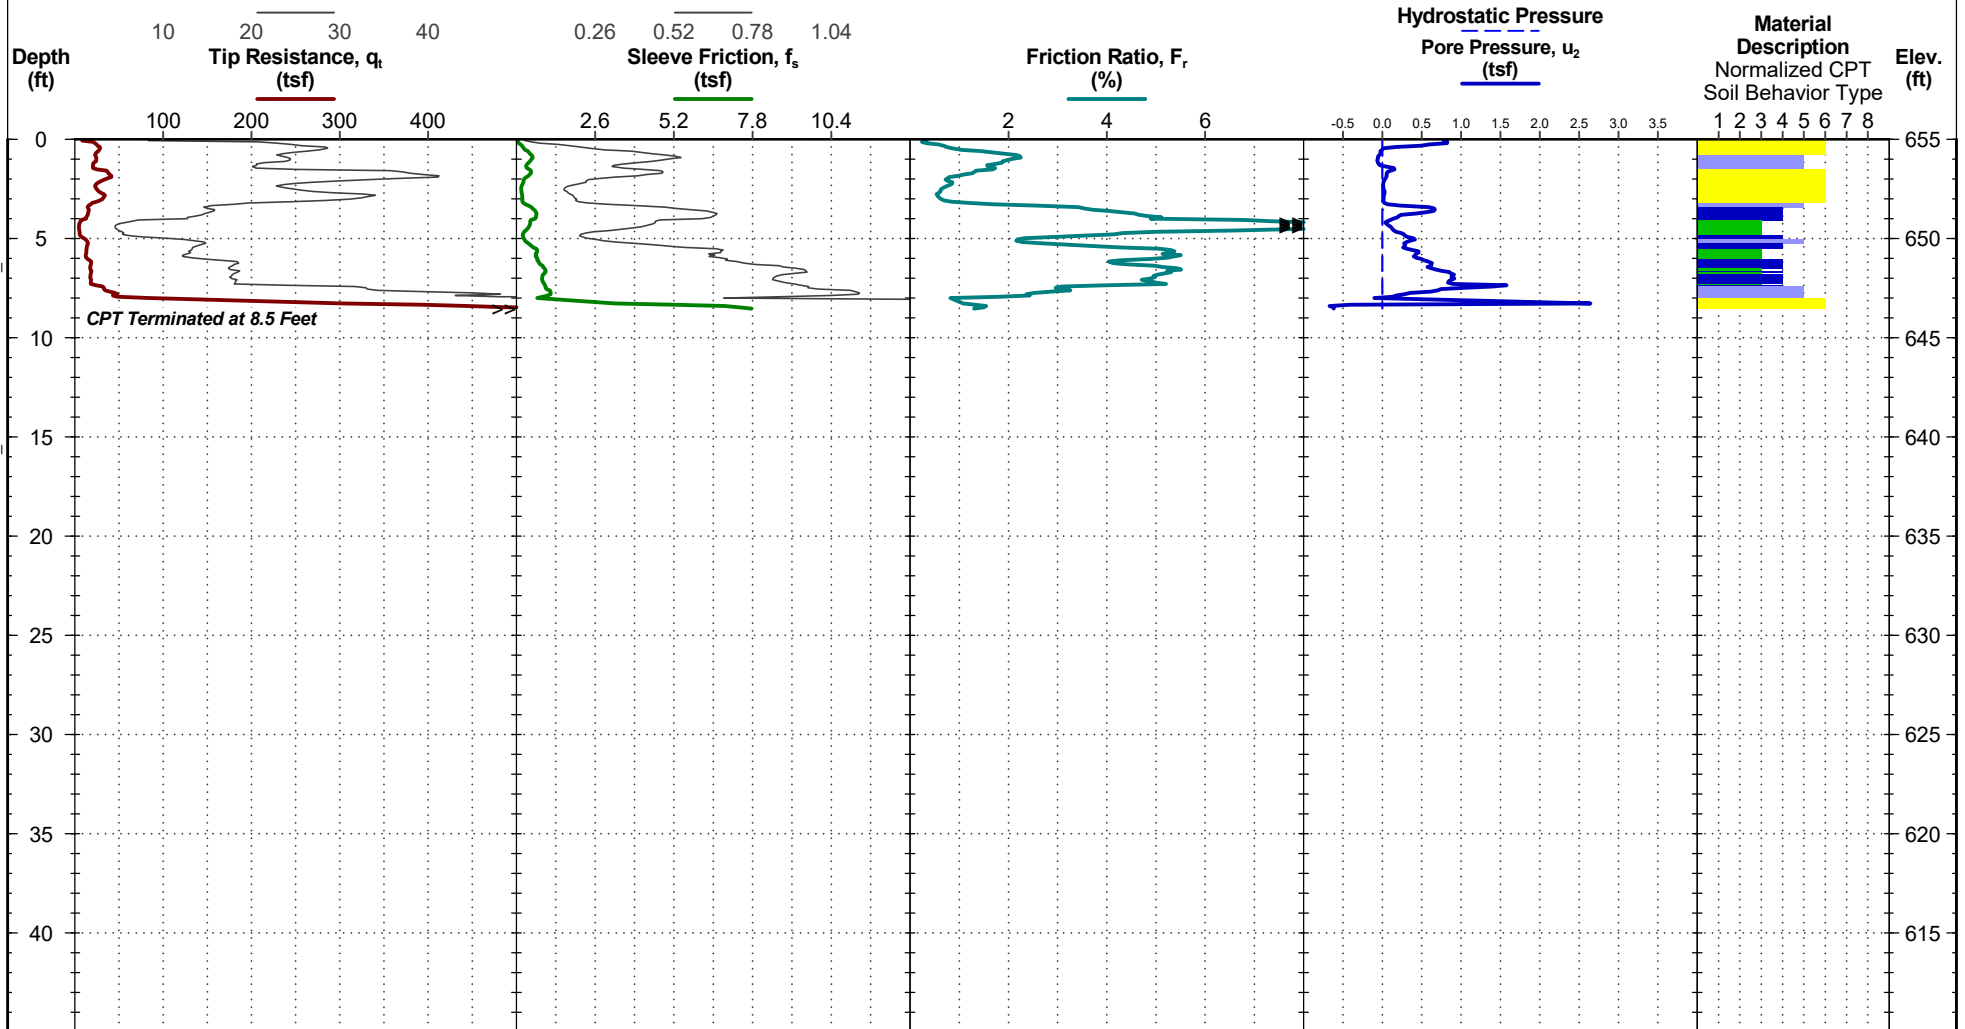 10 20 30 40
0.26 0.52 0.78 1.04
Hydrostatic Pressure
Depth
(ft)
Tip Resistance, qt
(tsf)
Sleeve Friction, fs
(tsf)
Friction Ratio, Fr
(%)
Pore Pressure, u2
(tsf)
Material
Description
Normalized CPT
Soil Behavior Type
Elev.
(ft)
100 200 300 400
2.6 5.2 7.8 10.4
2 4 6
-0.5 0.0 0.5 1.0 1.5 2.0 2.5 3.0 3.5
1 2 3 4 5 6 7 8
0 655
5 650
>>
CPT Terminated at 8.5 Feet
10 645
15 640
20 635
25 630
30 625
35 620
40 615